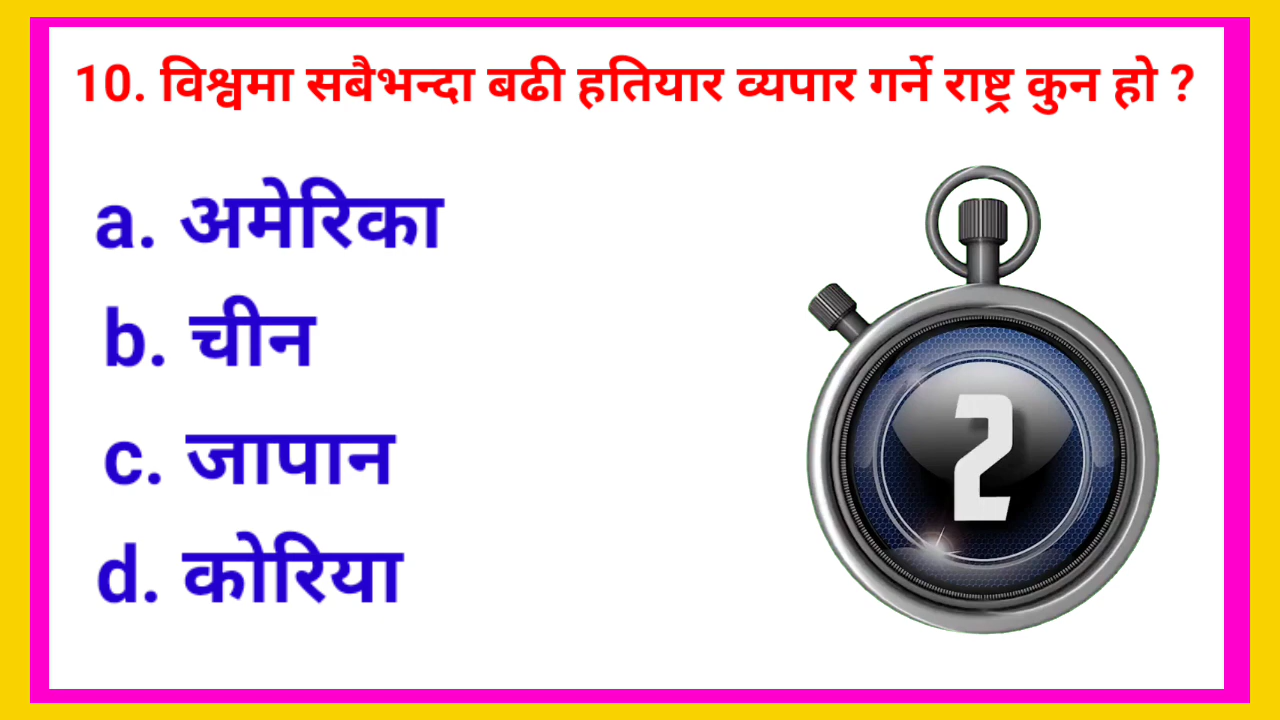 10. विश्वमा सबैभन्दा बढी हतियार व्यपार गर्ने राष्ट्र कुन हो ?
a. अमेरिका
b. चीन
c. जापान
d. कोरिया
2